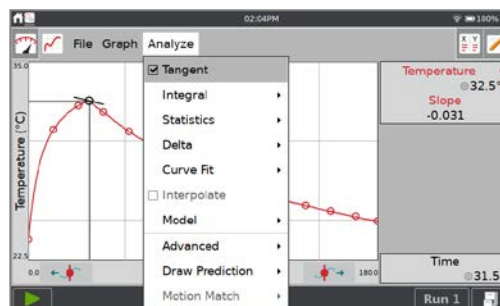 02:04PM
100%
File Graph Analyze
X Y
35.0
Temperature (°C)
22.5
0.0
180.0
Tangent
Integral
Statistics
Delta
Curve Fit
Interpolate
Model
Advanced
Draw Prediction
Motion Match
Temperature
32.5°
Slope
-0.031
Time
31.5
Run 1